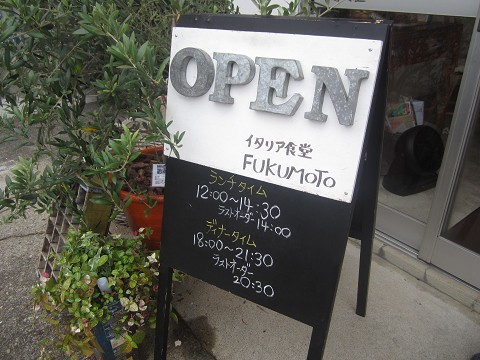 OPEN
イタリア食堂
FUKUMOTO
ランチタイム
12:00~14:30
ラストオーダー14:00
ディナータイム
18:00~21:30
ラストオーダー
20:30